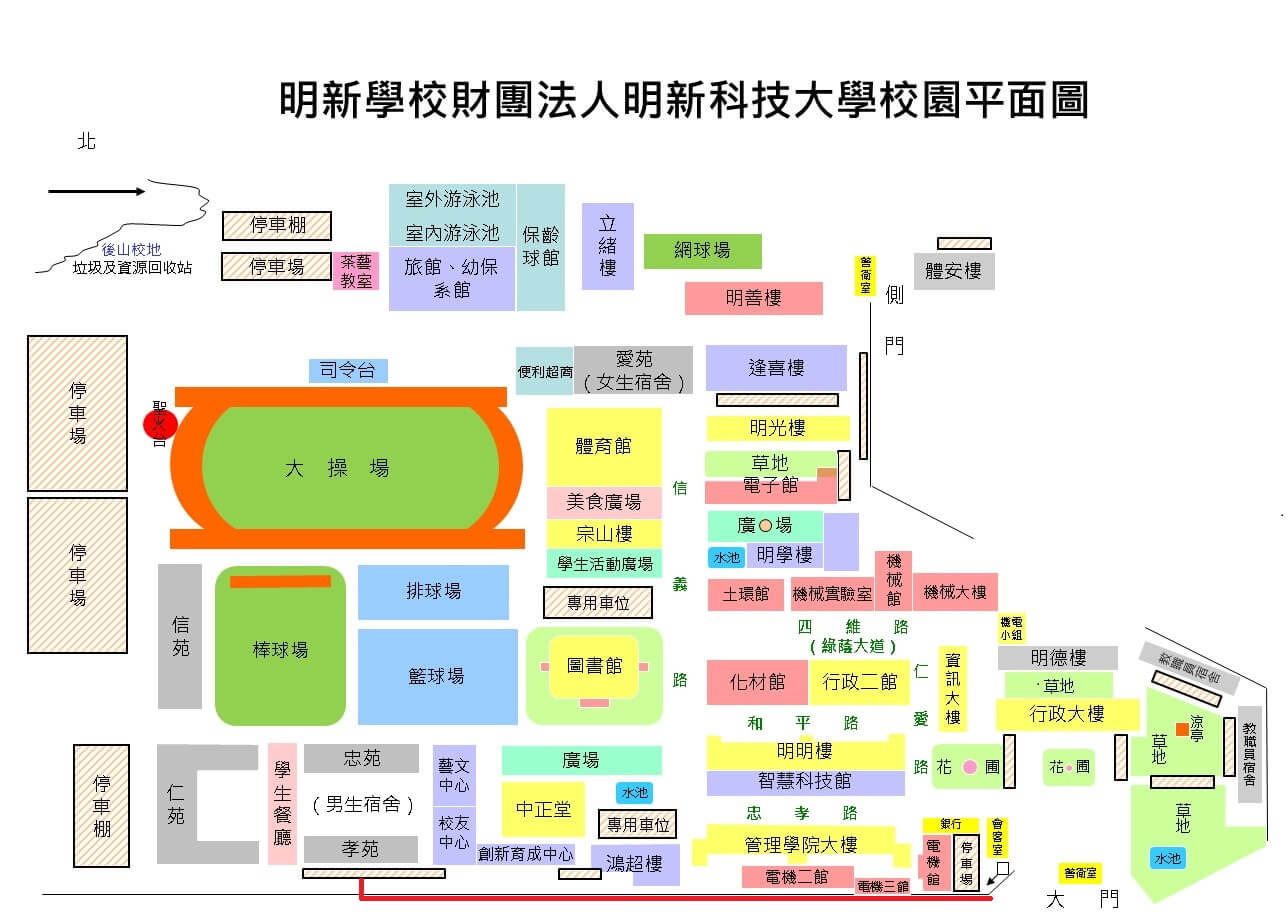 明新學校財團法人明新科技大學校園平面圖
北
後山校地
垃圾及資源回收站
停車棚
停車場
茶藝
教室
室外游泳池
室內游泳池
旅館、幼保
系館
保齡
球館
立緒樓
網球場
明善樓
警衛室
側門
體安樓
停車場
停車場
聖火台
司令台
大操場
便利超商
愛苑
(女生宿舍)
逢喜樓
體育館
美食廣場
宗山樓
學生活動廣場
專用車位
信義路
明光樓
草地
電子館
廣場
水池
明學樓
土環館
機械實驗室
機械館
機械大樓
信苑
棒球場
排球場
籃球場
圖書館
四維路
(綠蔭大道)
化材館
行政二館
仁愛路
資訊大樓
機電
小組
明德樓
草地
行政大樓
教職員宿舍
涼亭
草地
教職員宿舍
和平路
明明樓
智慧科技館
花圃
花圃
草地
水池
停車棚
仁苑
學生餐廳
忠苑
(男生宿舍)
孝苑
藝文
中心
校友
中心
廣場
中正堂
水池
專用車位
創新育成中心
鴻超樓
忠孝路
管理學院大樓
電機二館
電機三館
銀行
電機館
停車場
會客室
警衛室
大門